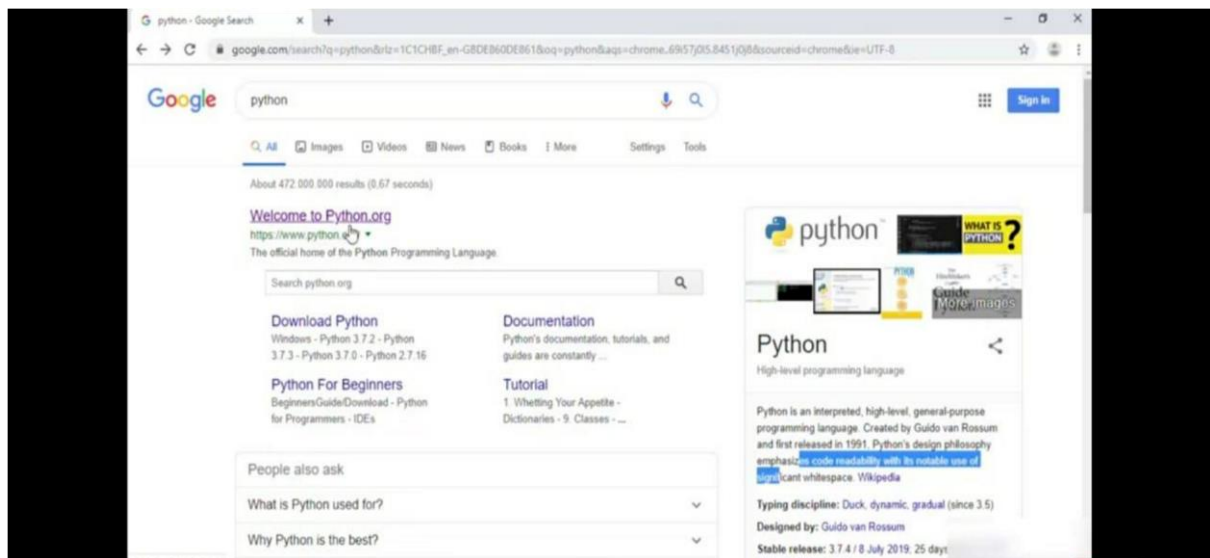 G python - Google Search × +
google.com/search?q=python&rlz=1C1CHBF_en-GBDE860DE861&oq=python&aqs=chrome..69i57j0l5.8451j0j8&sourceid=chrome&ie=UTF-8
Google python Sign in
All Images Videos News Books More Settings Tools
About 472.000.000 results (0,67 seconds)
Welcome to Python.org
https://www.python.
The official home of the Python Programming Language.
Search python.org
Download Python
Windows - Python 3.7.2 - Python
3.7.3 - Python 3.7.0 - Python 2.7.16
Documentation
Python's documentation, tutorials, and
guides are constantly ...
Python For Beginners
BeginnersGuide/Download - Python
for Programmers - IDEs
Tutorial
1. Whetting Your Appetite -
Dictionaries - 9. Classes - ...
People also ask
What is Python used for?
Why Python is the best?
python™
WHAT IS
PYTHON ?
PYTHON
Guide
More images
Python
High-level programming language
Python is an interpreted, high-level, general-purpose
programming language. Created by Guido van Rossum
and first released in 1991, Python's design philosophy
emphasizes code readability with its notable use of
significant whitespace. Wikipedia
Typing discipline: Duck, dynamic, gradual (since 3.5)
Designed by: Guido van Rossum
Stable release: 3.7.4 / 8 July 2019; 25 days